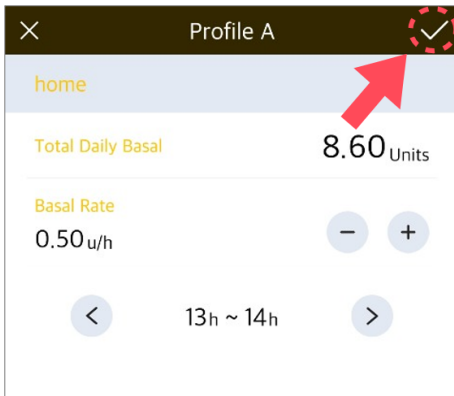 Profile A
home
Total Daily Basal
8.60 Units
Basal Rate
0.50 u/h
13h ~ 14h